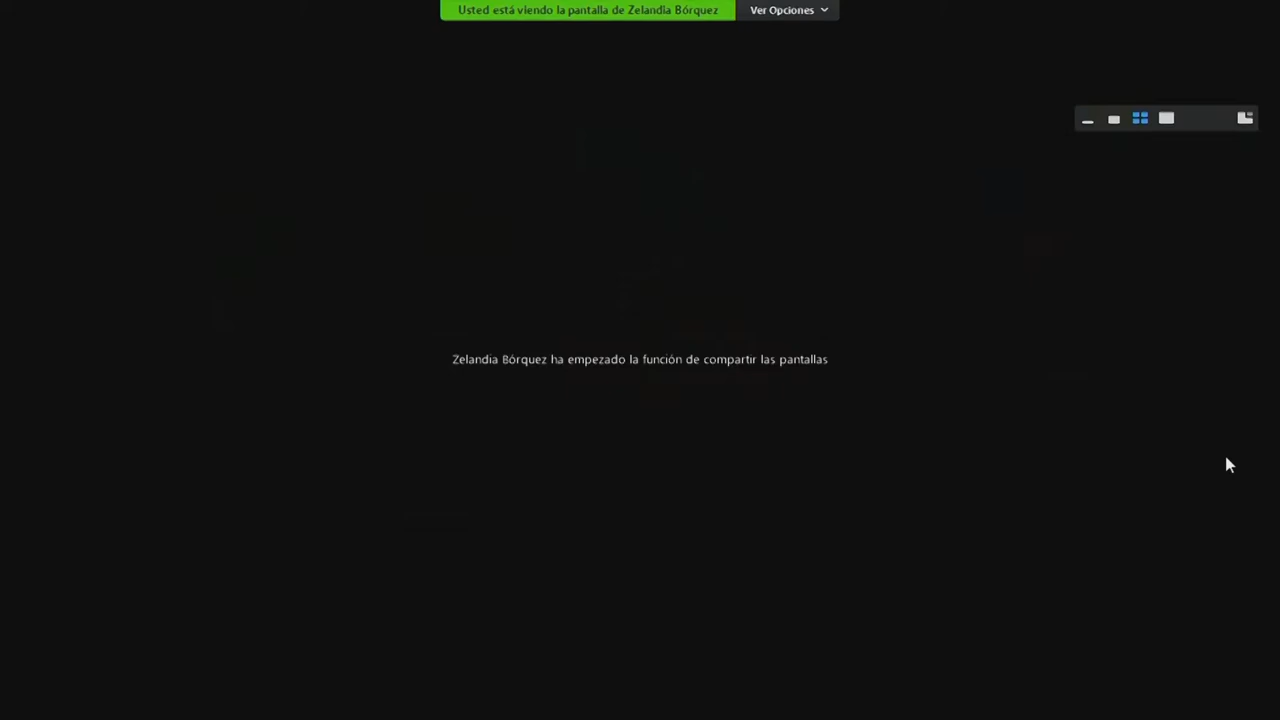 Usted está viendo la pantalla de Zelandia Bórquez
Ver Opciones
Zelandia Bórquez ha empezado la función de compartir las pantallas